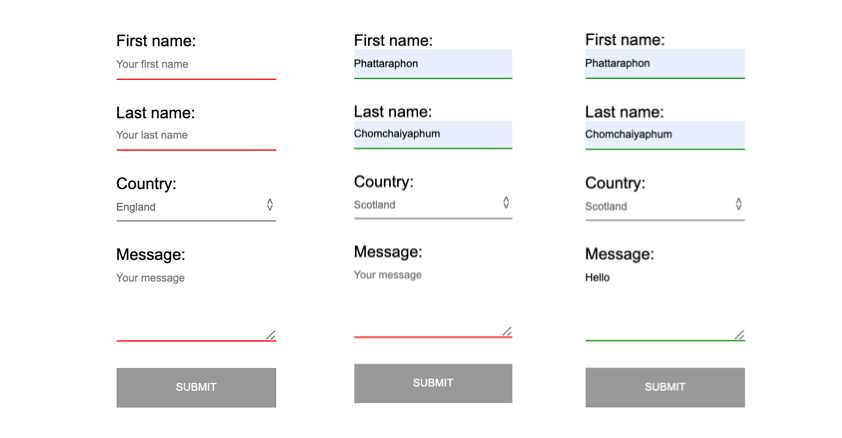 First name:
Your first name
Last name:
Your last name
Country:
England
Message:
Your message
SUBMIT
First name:
Phattaraphon
Last name:
Chomchaiyaphum
Country:
Scotland
Message:
Your message
SUBMIT
First name:
Phattaraphon
Last name:
Chomchaiyaphum
Country:
Scotland
Message:
Hello
SUBMIT